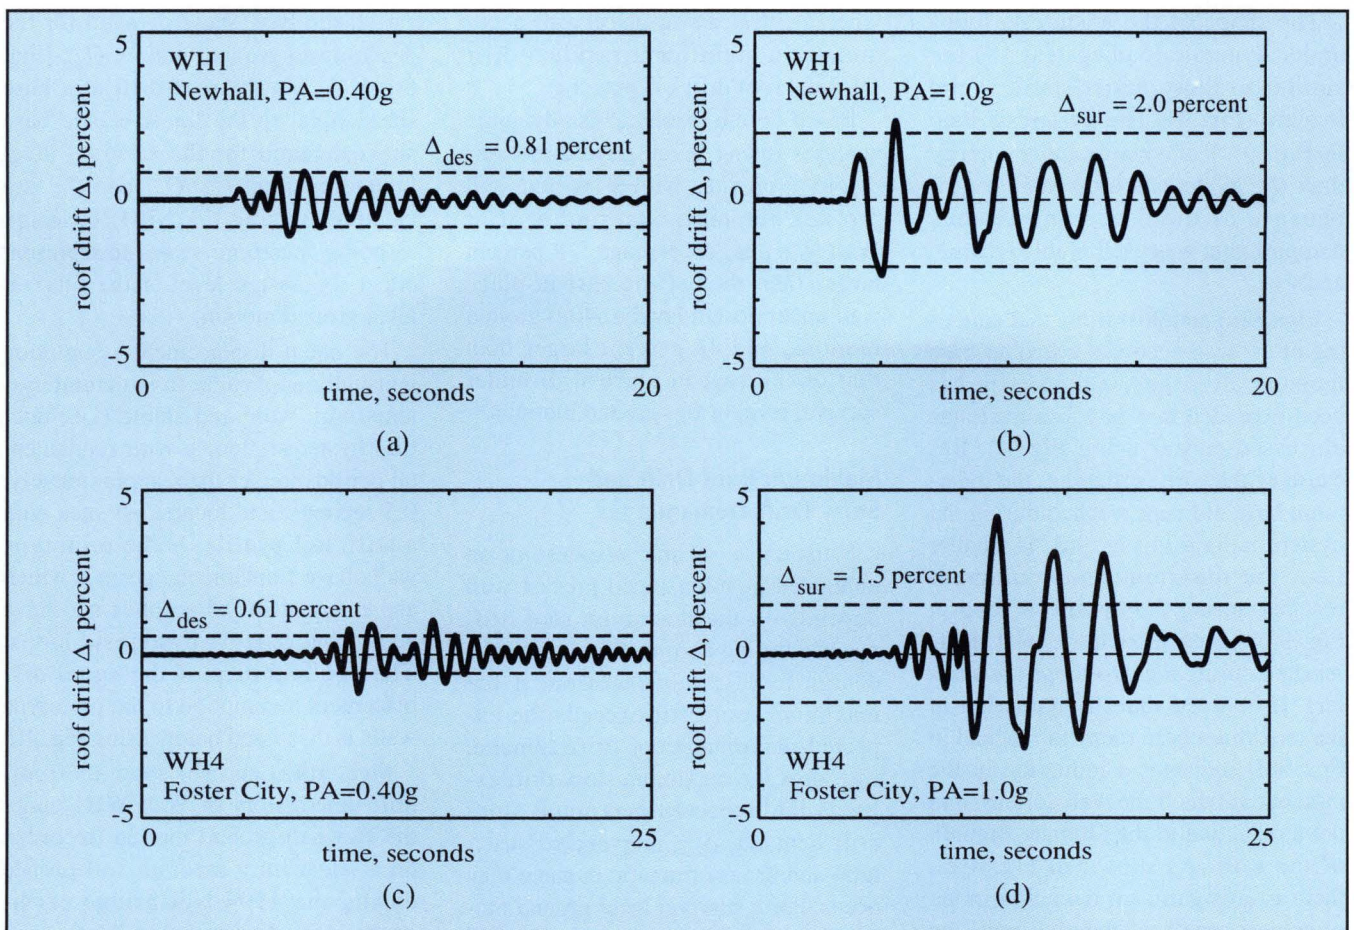 5
WH1
Newhall, PA=0.40g
Δdes = 0.81 percent
0
-5
roof drift Δ, percent
0
20
time, seconds
(a)
5
WH1
Newhall, PA=1.0g
Δsur = 2.0 percent
0
-5
roof drift Δ, percent
0
20
time, seconds
(b)
5
Δdes = 0.61 percent
0
WH4
Foster City, PA=0.40g
-5
roof drift Δ, percent
0
25
time, seconds
(c)
5
Δsur = 1.5 percent
0
WH4
Foster City, PA=1.0g
-5
roof drift Δ, percent
0
25
time, seconds
(d)